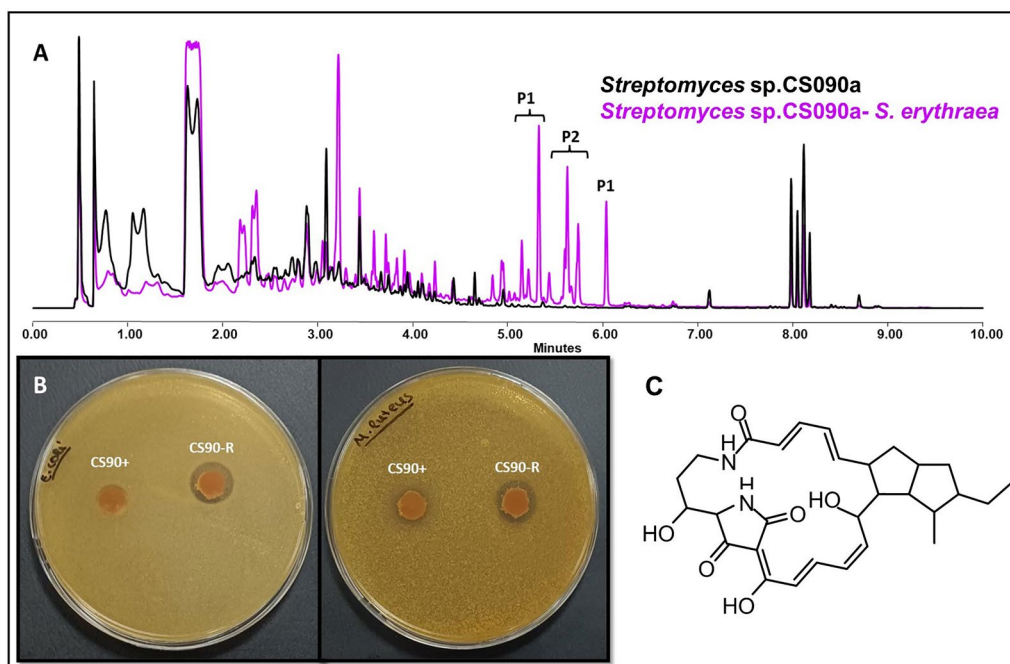 A
Streptomyces sp.CS090a
Streptomyces sp.CS090a- S. erythraea
P1
P2
P1
0.00 1.00 2.00 3.00 4.00 5.00 6.00 7.00 8.00 9.00 10.00
Minutes
B
E. coli
CS90+
CS90-R
M. luteus
CS90+
CS90-R
C
O
H
N
H
N
HO
O
HO
O
HO